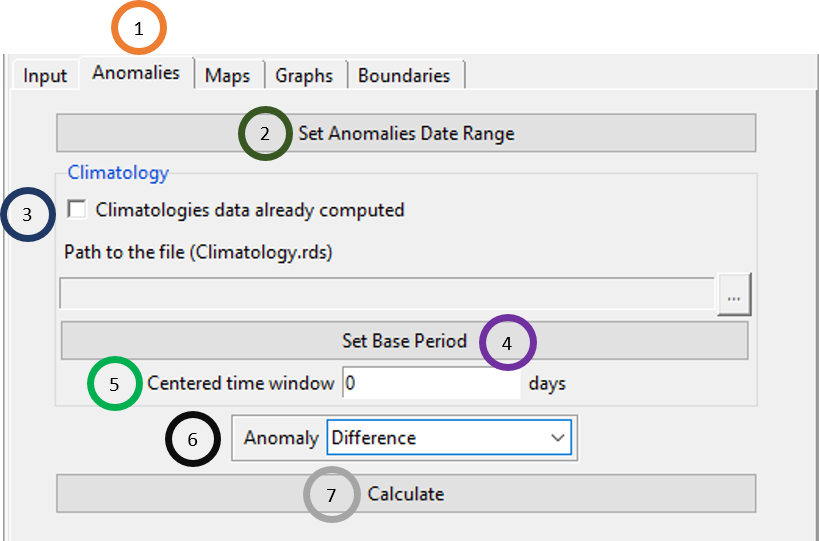 1
Input Anomalies Maps Graphs Boundaries
2 Set Anomalies Date Range
Climatology
3 Climatologies data already computed
Path to the file (Climatology.rds)
...
Set Base Period 4
5 Centered time window 0 days
6 Anomaly Difference
7 Calculate